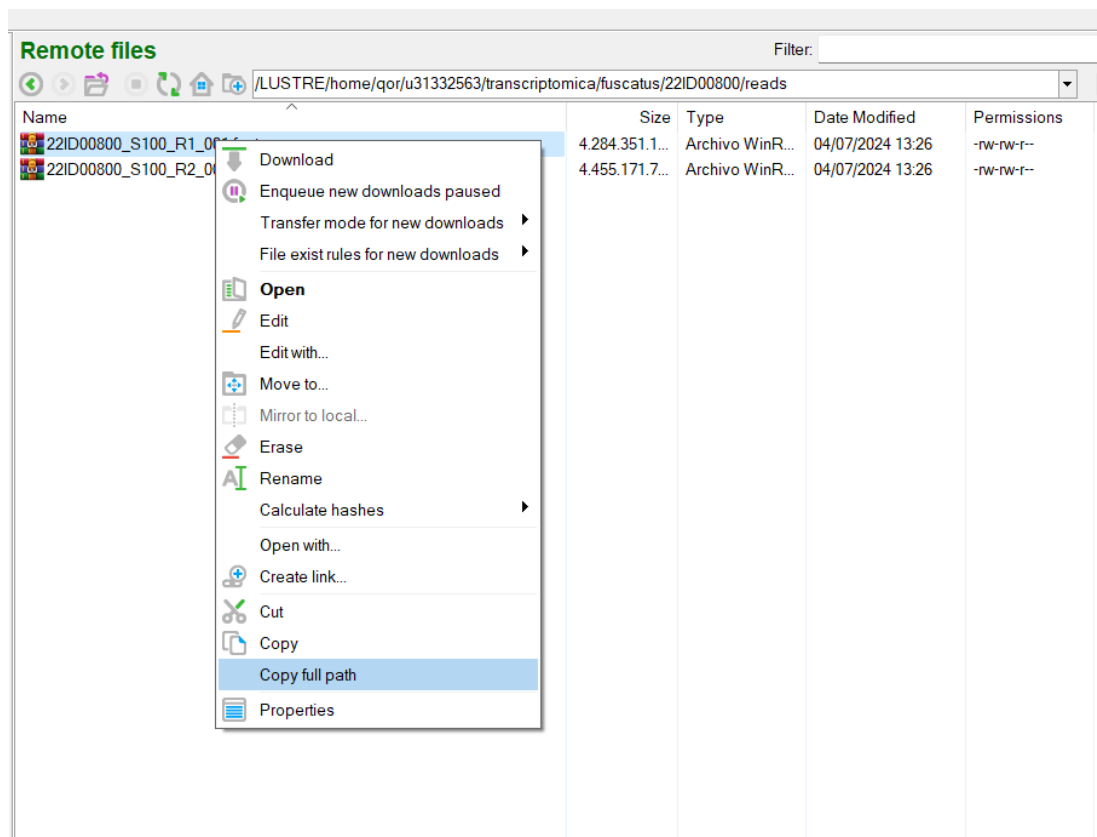 Remote files
Filter:
/LUSTRE/home/qor/u31332563/transcriptomica/fuscatus/22ID00800/reads
Name Size Type Date Modified Permissions
22ID00800_S100_R1_ 4.284.351.1... Archivo WinR... 04/07/2024 13:26 -rw-rw-r--
22ID00800_S100_R2_ 4.455.171.7... Archivo WinR... 04/07/2024 13:26 -rw-rw-r--
Download
Enqueue new downloads paused
Transfer mode for new downloads
File exist rules for new downloads
Open
Edit
Edit with...
Move to...
Mirror to local...
Erase
Rename
Calculate hashes
Open with...
Create link...
Cut
Copy
Copy full path
Properties